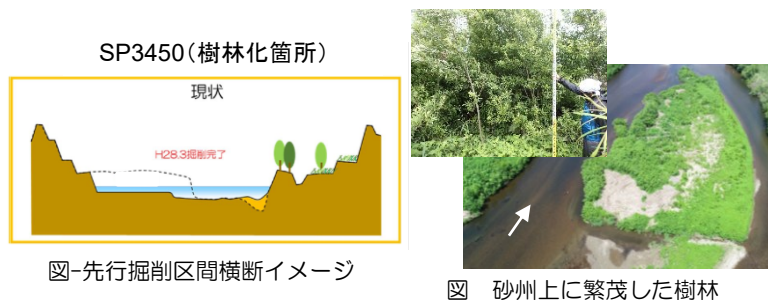 SP3450(樹林化箇所)
現状
H28.3掘削完了
図-先行掘削区間横断イメージ
図　砂州上に繁茂した樹林